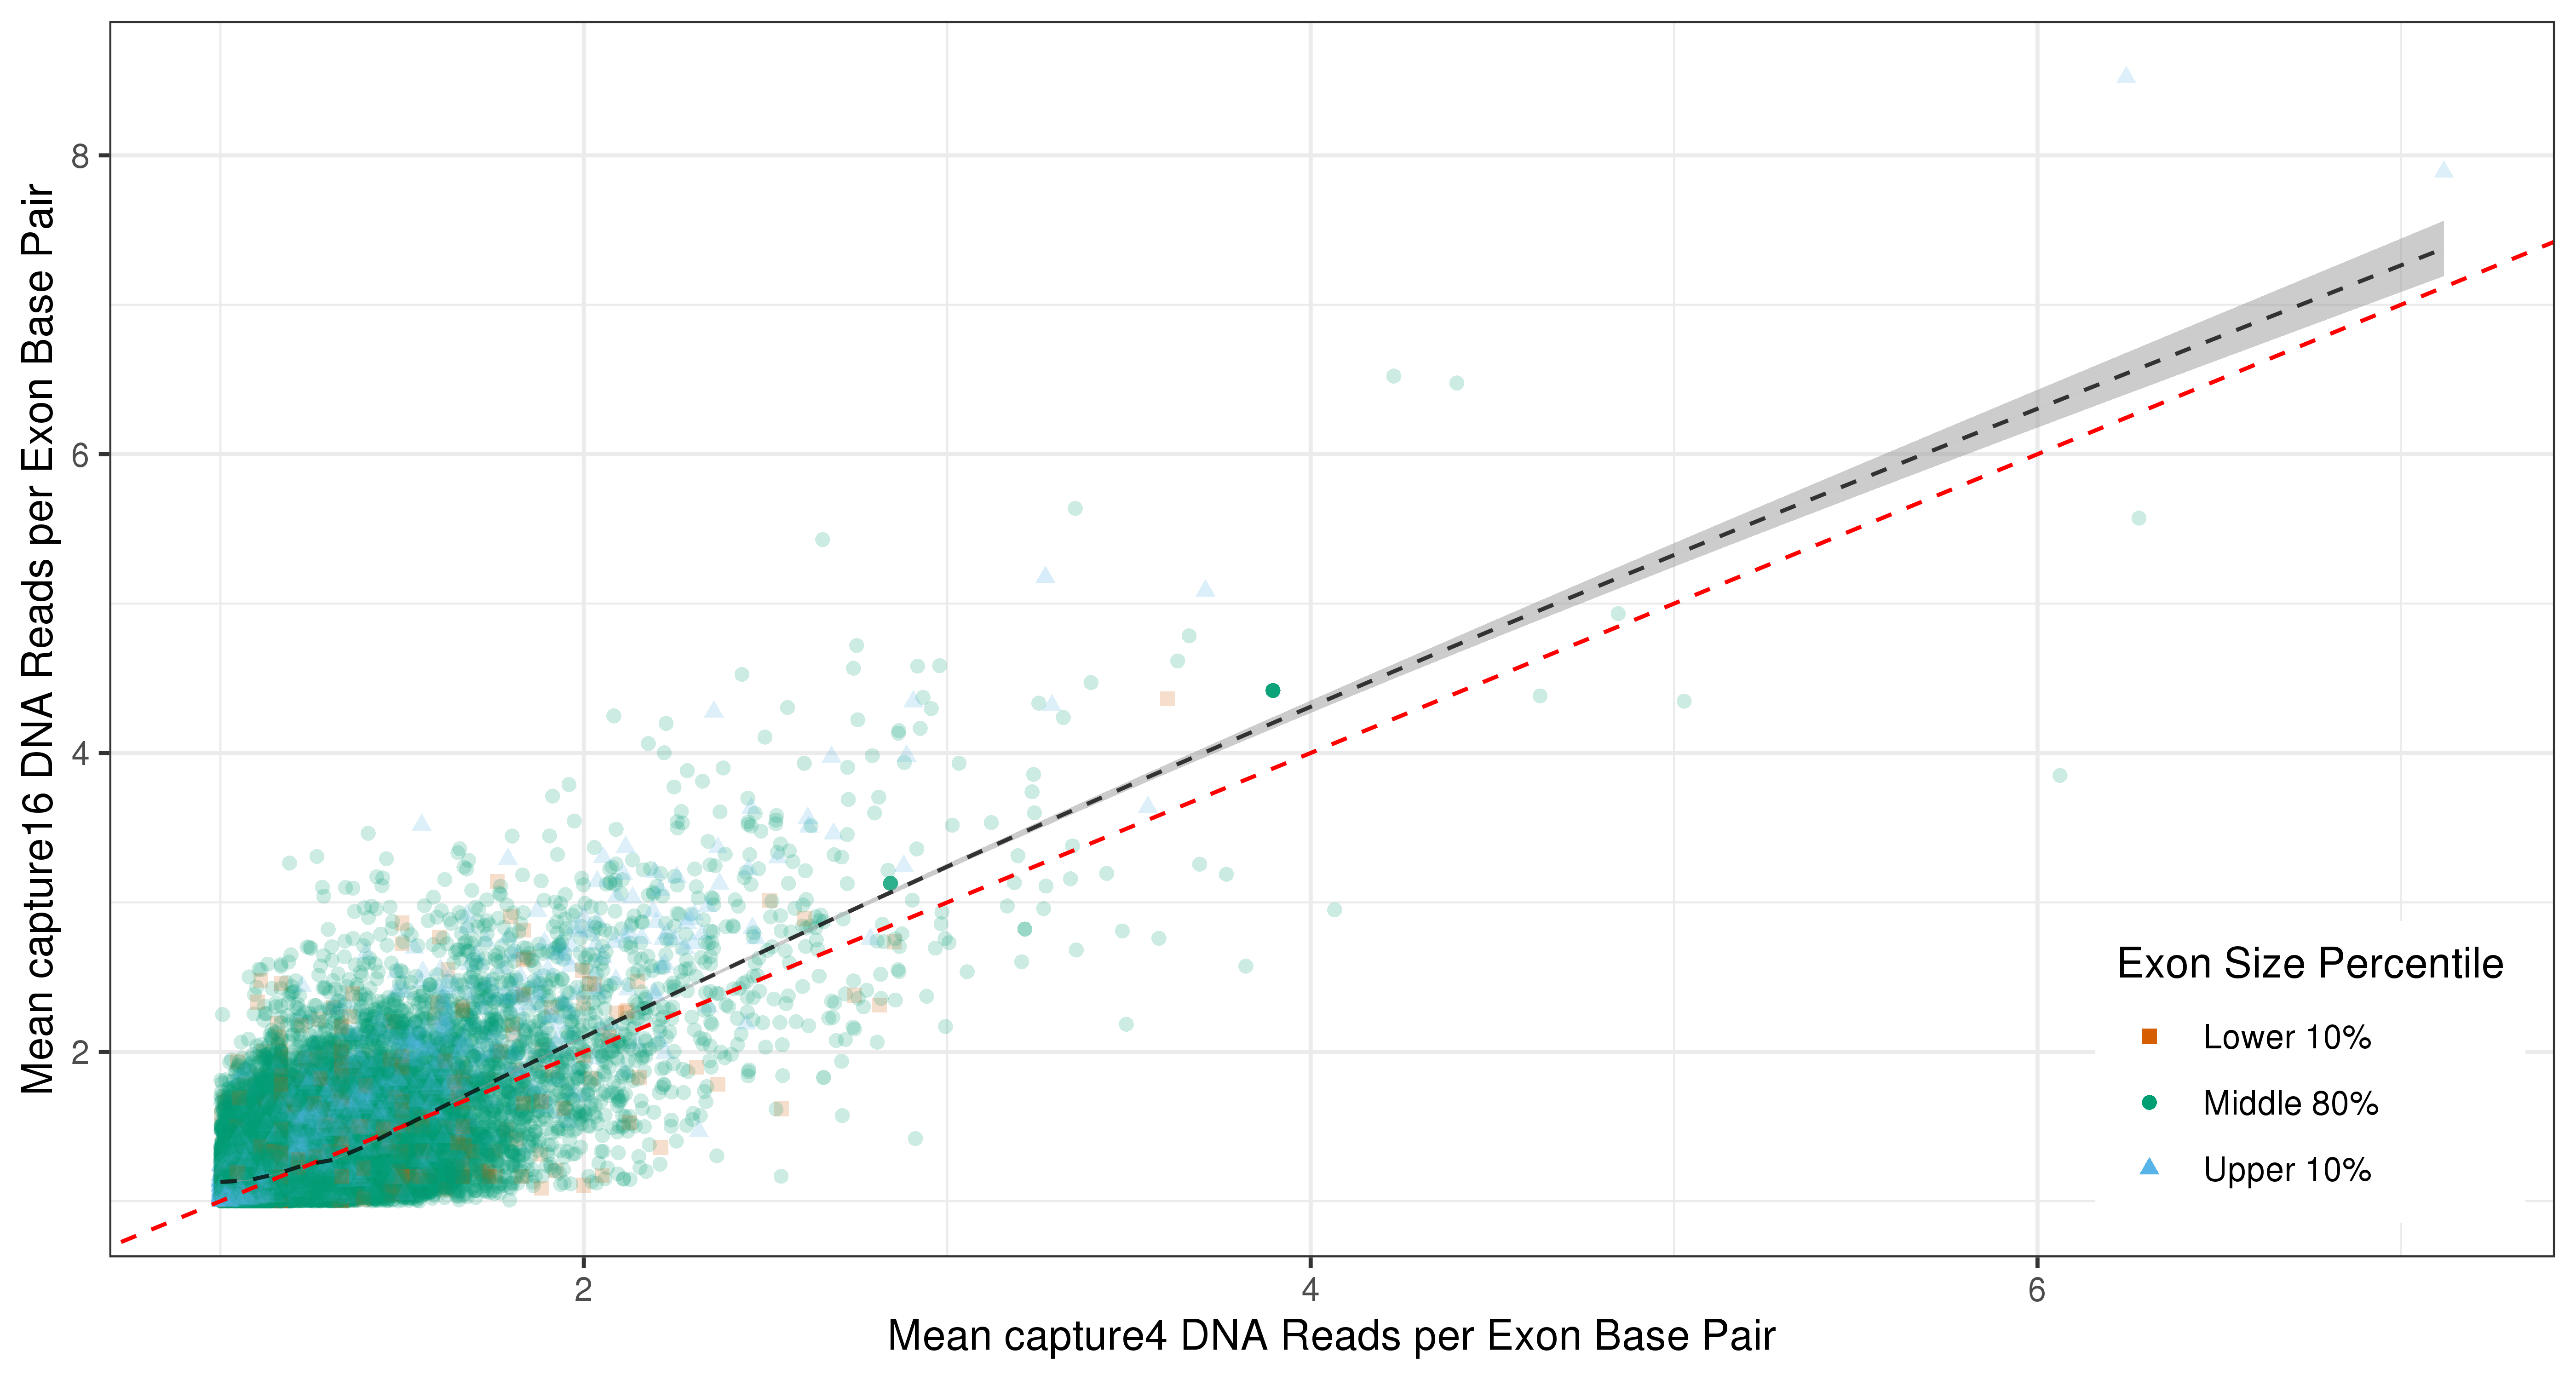 Mean capture16 DNA Reads per Exon Base Pair
8
6
4
2
2
4
6
Mean capture4 DNA Reads per Exon Base Pair
Exon Size Percentile
Lower 10%
Middle 80%
Upper 10%